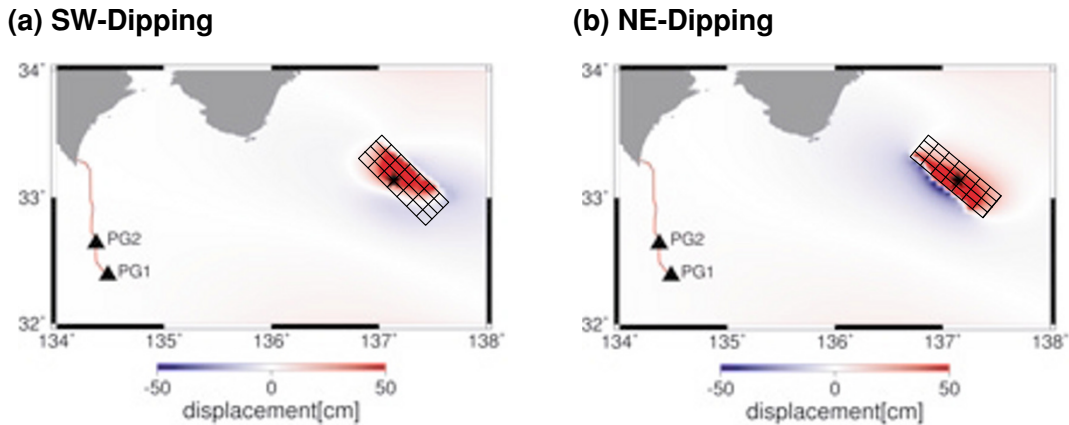 (a) SW-Dipping
(b) NE-Dipping
34°
33°
32°
PG2
PG1
134° 135° 136° 137° 138°
-50 0 50
displacement[cm]
34°
33°
32°
PG2
PG1
134° 135° 136° 137° 138°
-50 0 50
displacement[cm]